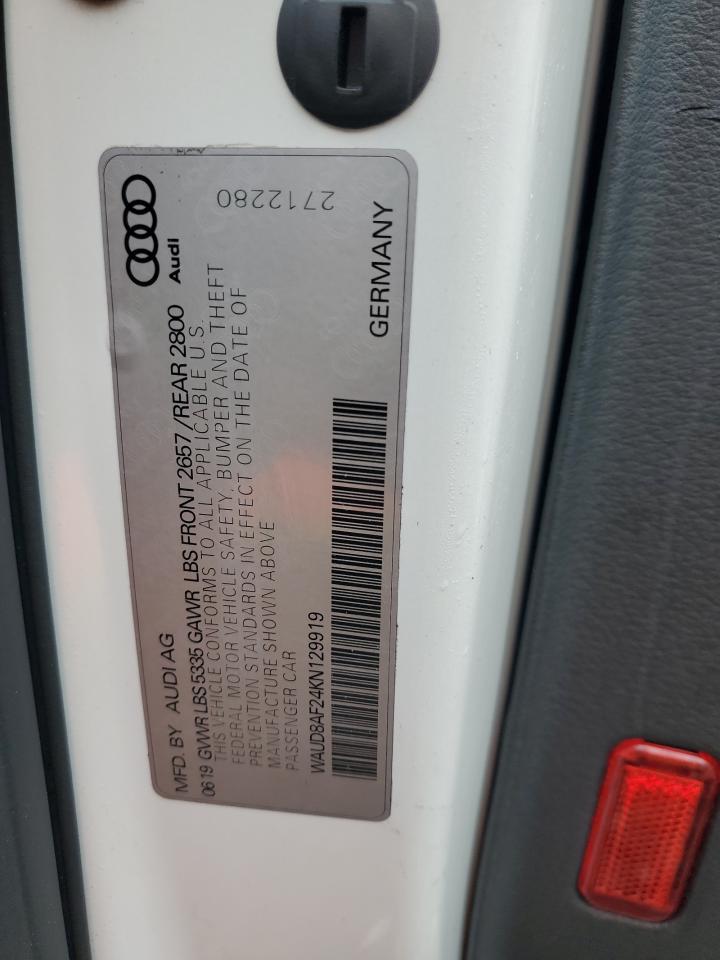 MFD. BY AUDI AG
06 19 GVWR LBS 5335 GAWR LBS FRONT 2657/REAR 2800
THIS VEHICLE CONFORMS TO ALL APPLICABLE U.S.
FEDERAL MOTOR VEHICLE SAFETY, BUMPER AND THEFT
PREVENTION STANDARDS IN EFFECT ON THE DATE OF
MANUFACTURE SHOWN ABOVE
PASSENGER CAR
WAUD8AF24KN129919
Audi
2712280
GERMANY